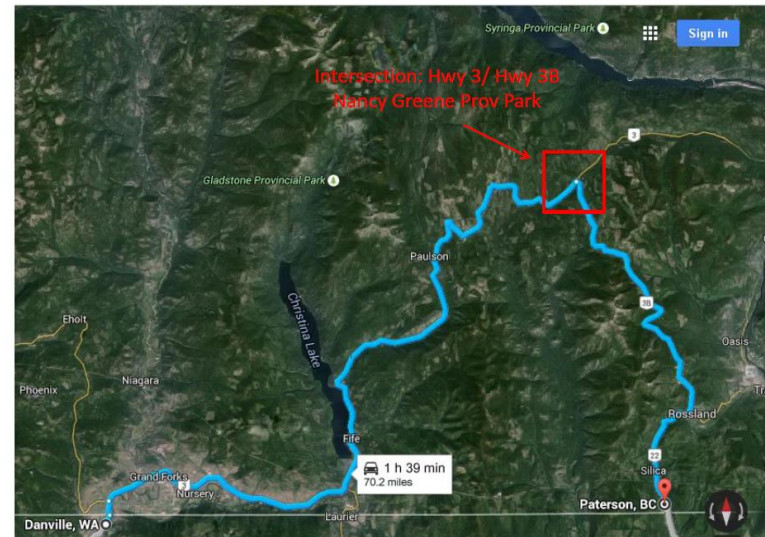 Syringa Provincial Park
Sign in
Intersection: Hwy 3/ Hwy 3B
Nancy Greene Prov Park
3
Gladstone Provincial Park
Paulson
Christina Lake
3B
Eholt
Oasis
Phoenix
Niagara
Rossland
Fife
22
1 h 39 min
70.2 miles
Silica
Grand Forks
3
Nursery
Paterson, BC
Laurier
Danville, WA